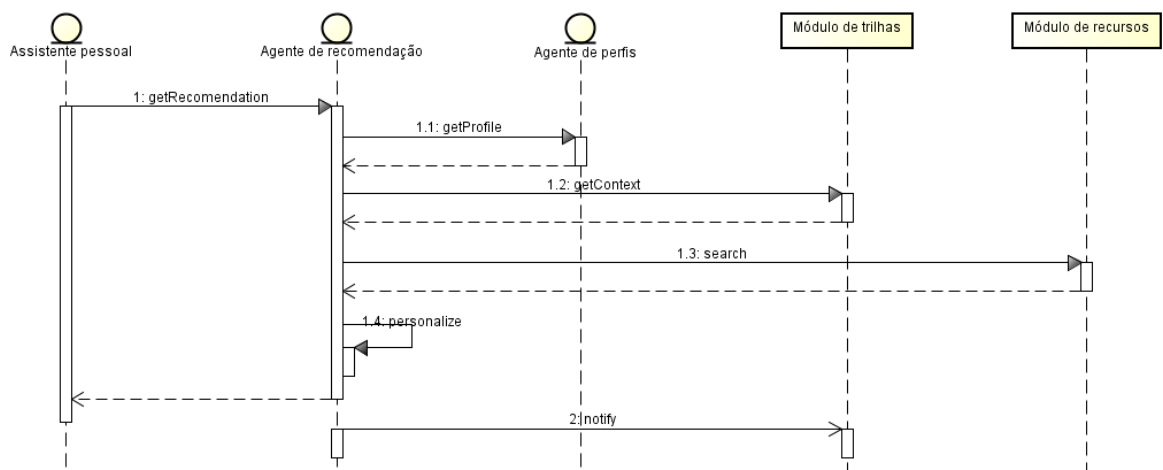 Assistente pessoal
Agente de recomendação
Agente de perfis
Módulo de trilhas
Módulo de recursos
1: getRecomendation
1.1: getProfile
1.2: getContext
1.3: search
1.4: personalize
2: notify